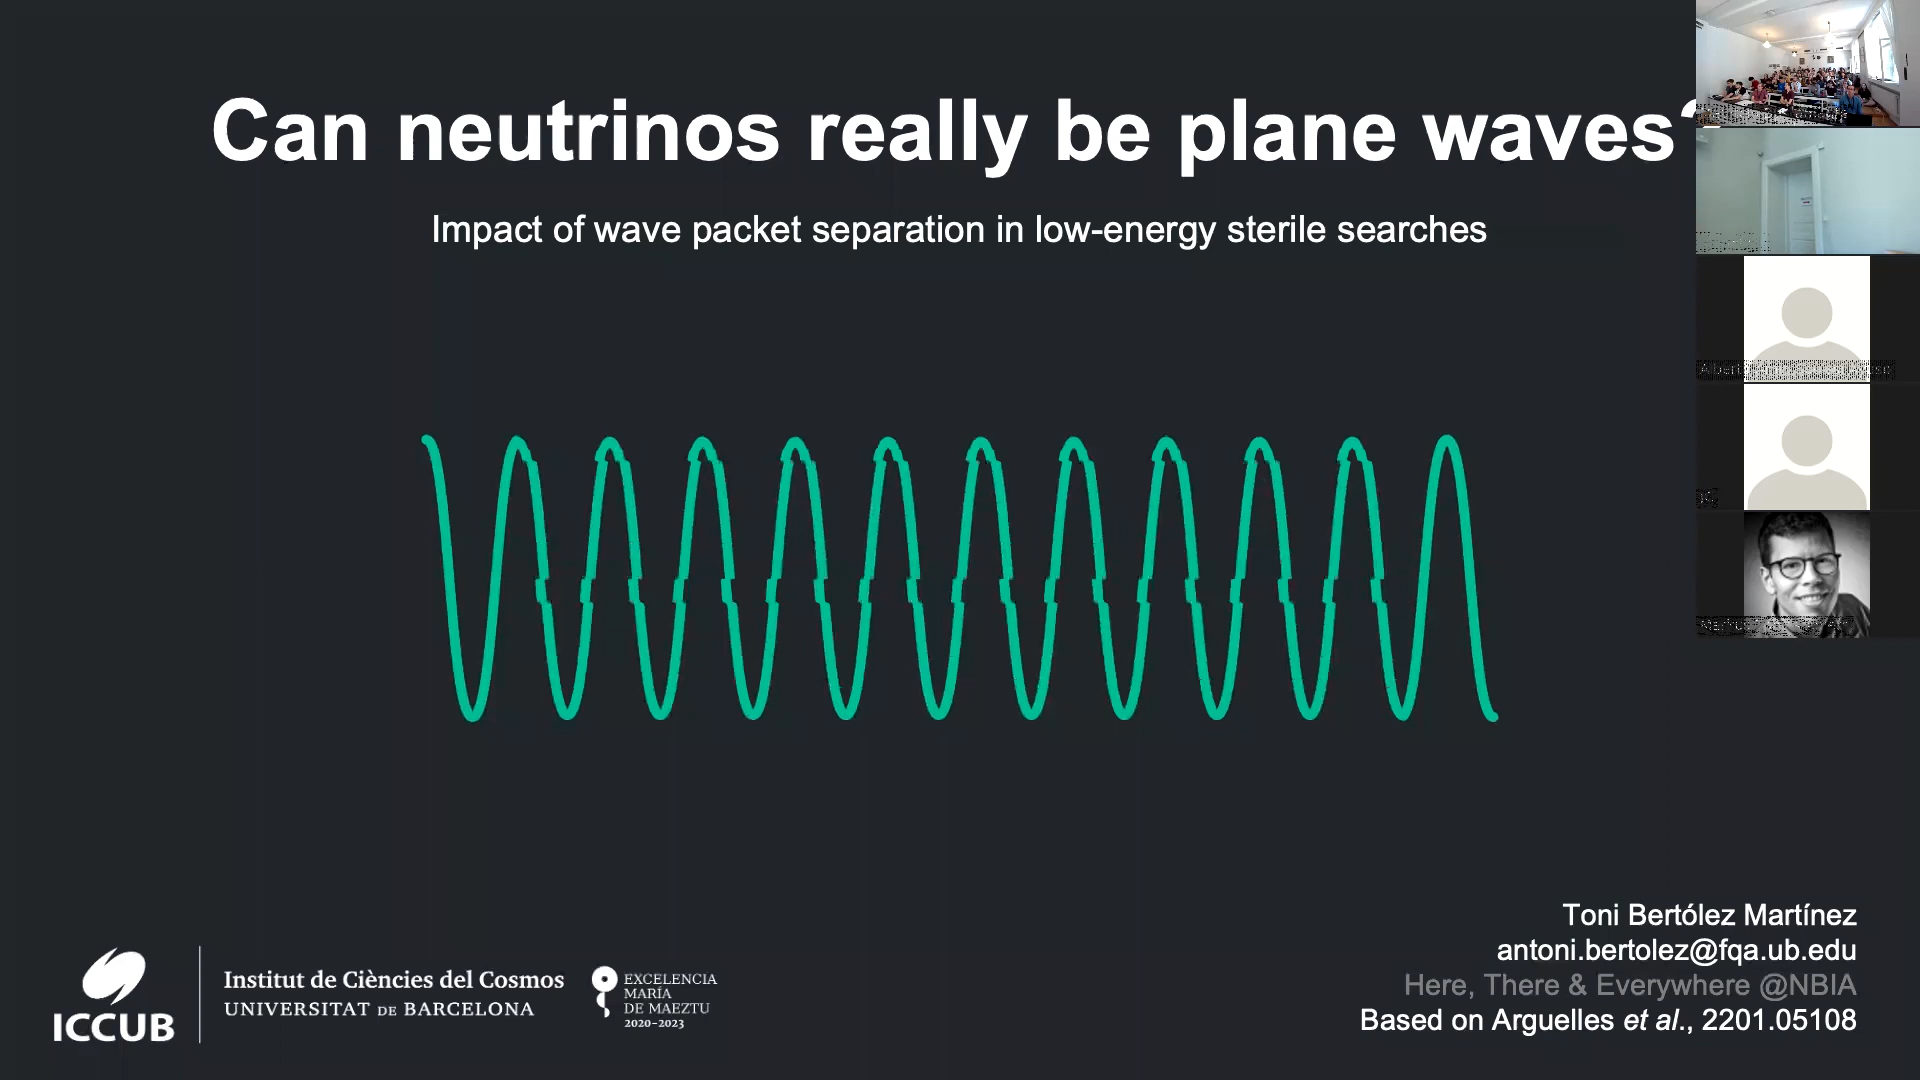 Can neutrinos really be plane waves?
Impact of wave packet separation in low-energy sterile searches
Toni Bertólez Martínez
antoni.bertolez@fqa.ub.edu
Here, There & Everywhere @NBIA
Based on Arguelles et al., 2201.05108
ICCUB
Institut de Ciències del Cosmos
UNIVERSITAT DE BARCELONA
EXCELENCIA
MARÍA
DE MAEZTU
2020-2023